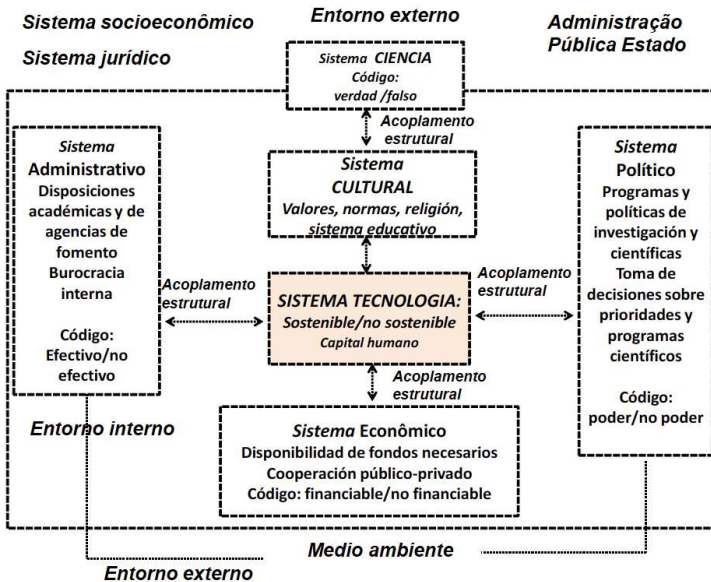 Sistema socioeconômico
Entorno externo
Administração
Pública Estado
Sistema jurídico
Sistema CIENCIA
Código:
verdad /falso
Acoplamento
estrutural
Sistema
Administrativo
Disposiciones
académicas y de
agencias de
fomento
Burocracia
interna
Código:
Efectivo/no
efectivo
Sistema
CULTURAL
Valores, normas, religión,
sistema educativo
Sistema
Político
Programas y
políticas de
investigación y
científicas
Toma de
decisiones sobre
prioridades y
programas
científicos
Código:
poder/no poder
Acoplamento
estrutural
SISTEMA TECNOLOGIA:
Sostenible/no sostenible
Capital humano
Acoplamento
estrutural
Acoplamento
estrutural
Entorno interno
Sistema Econômico
Disponibilidad de fondos necesarios
Cooperación público-privado
Código: financiable/no financiable
Medio ambiente
Entorno externo